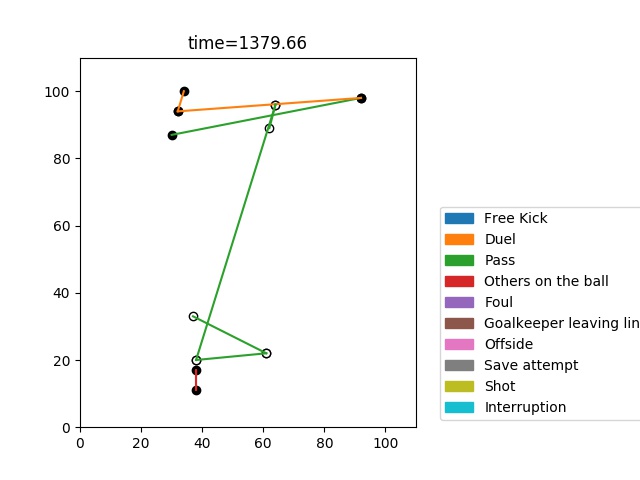 time=1379.66
100
80
60
40
20
0
0 20 40 60 80 100
Free Kick
Duel
Pass
Others on the ball
Foul
Goalkeeper leaving lin
Offside
Save attempt
Shot
Interruption